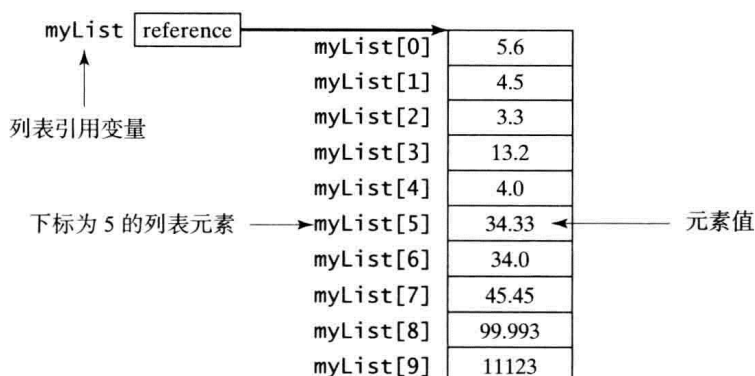 myList reference
myList[0] 5.6
myList[1] 4.5
列表引用变量
myList[2] 3.3
myList[3] 13.2
myList[4] 4.0
下标为 5 的列表元素 myList[5] 34.33 元素值
myList[6] 34.0
myList[7] 45.45
myList[8] 99.993
myList[9] 11123